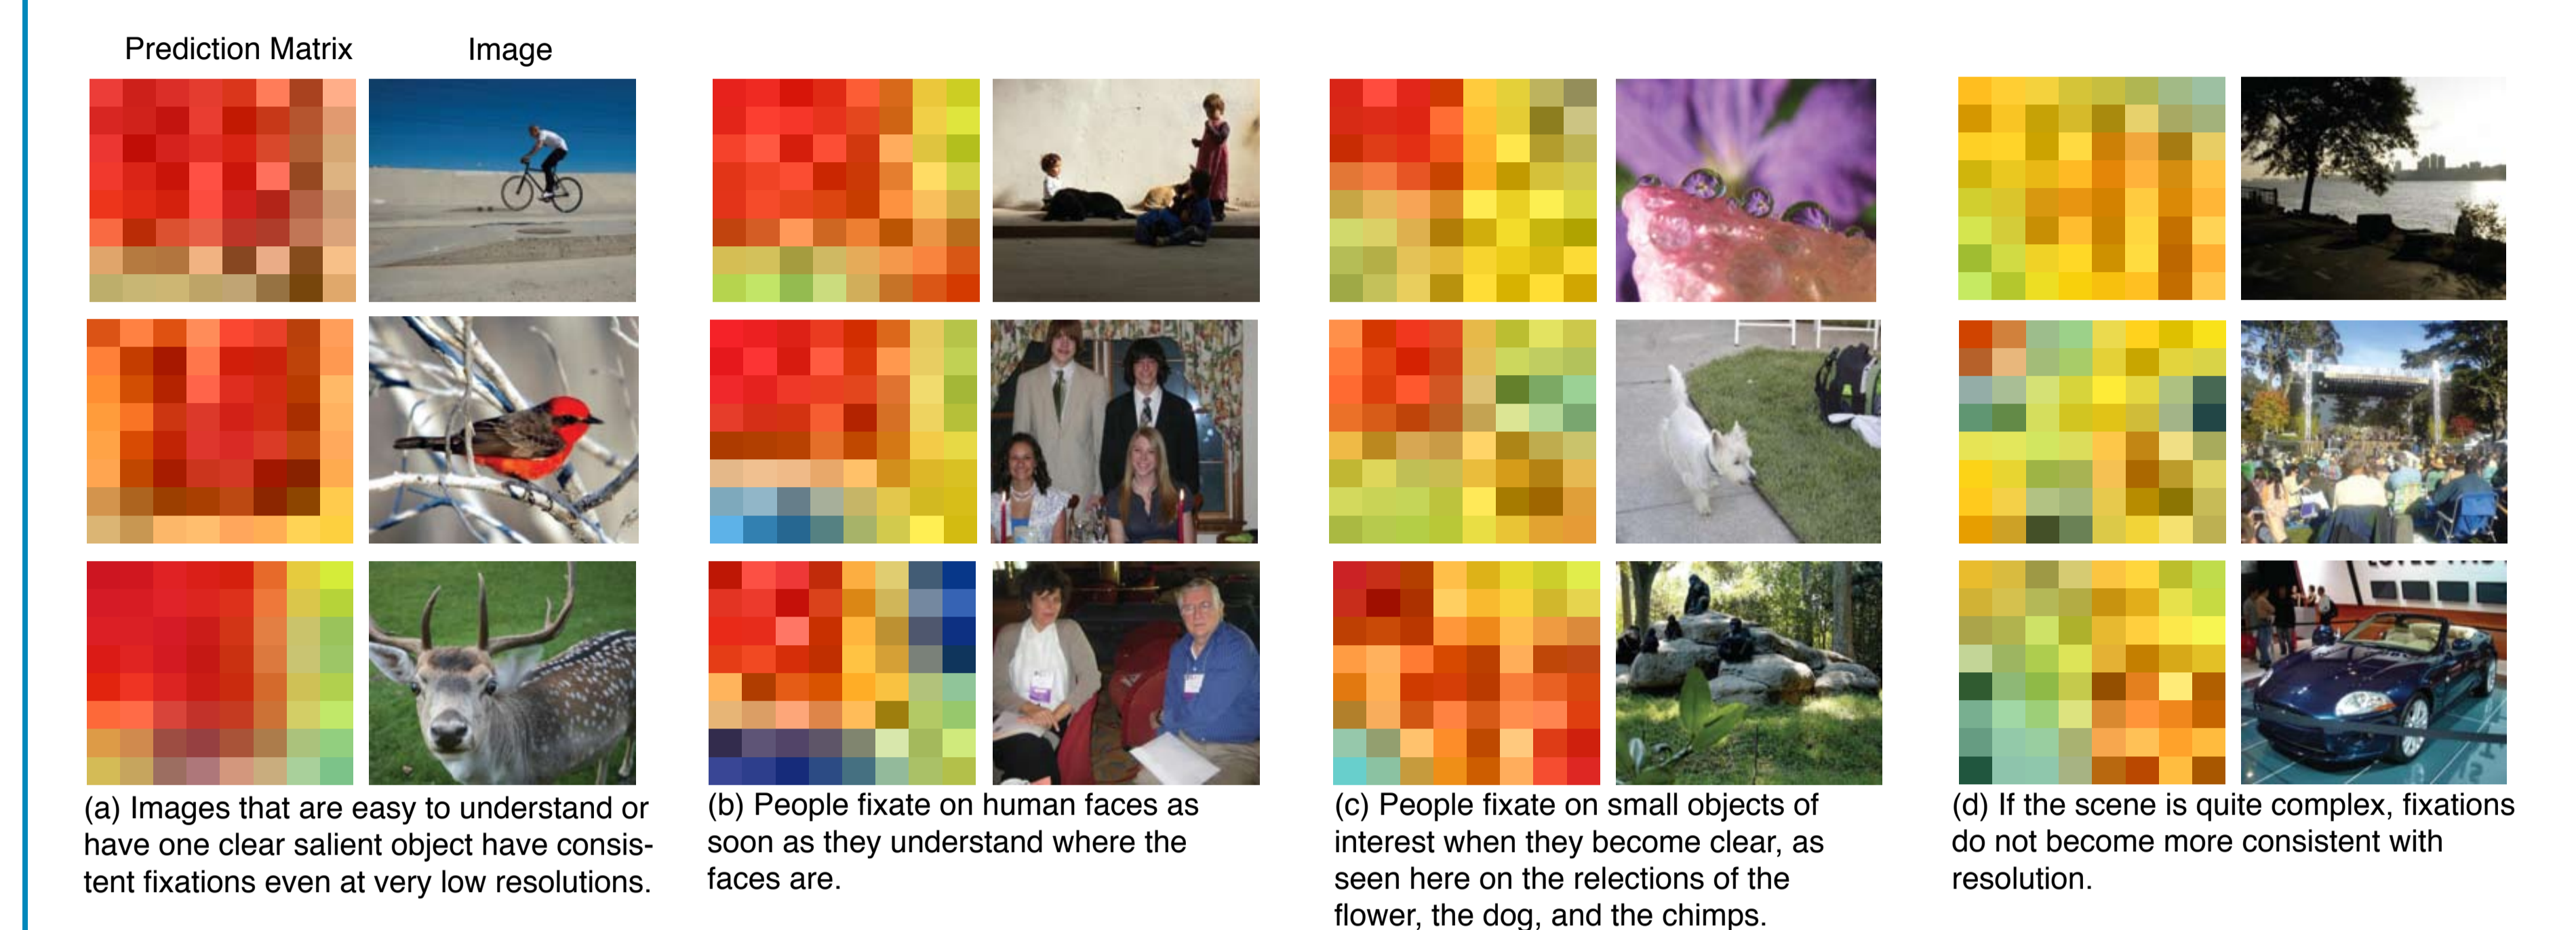 Prediction Matrix
Image
(a) Images that are easy to understand or
have one clear salient object have consis-
tent fixations even at very low resolutions.
(b) People fixate on human faces as
soon as they understand where the
faces are.
(c) People fixate on small objects of
interest when they become clear, as
seen here on the relections of the
flower, the dog, and the chimps.
(d) If the scene is quite complex, fixations
do not become more consistent with
resolution.